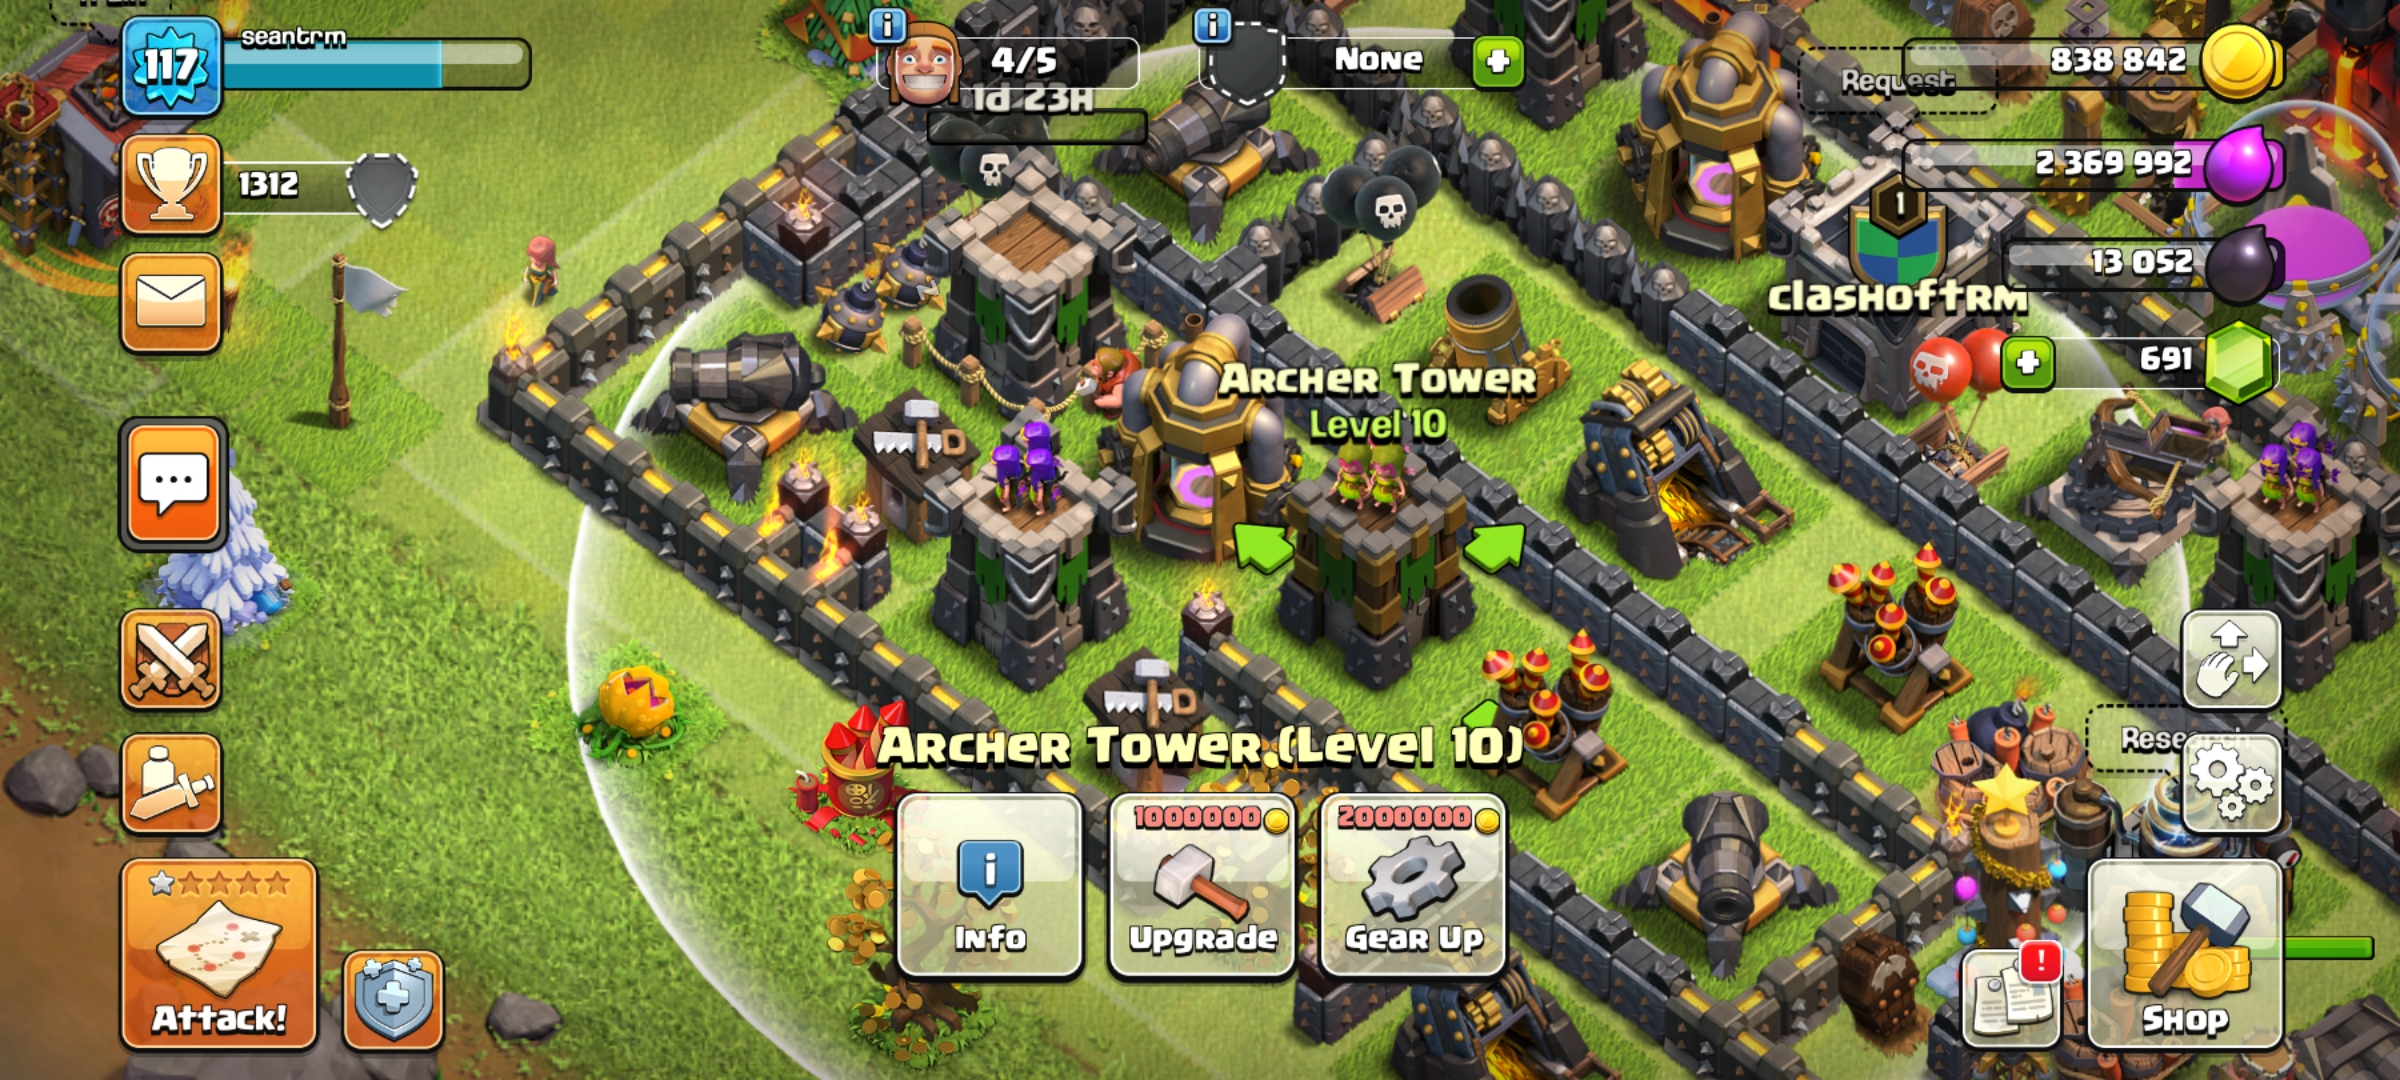 117
seantrm
4/5
1d 23H
None
Request
838 842
1312
2 369 992
1
13 052
clashoftrm
691
Archer Tower
Level 10
Archer Tower (Level 10)
Info
1000000
Upgrade
2000000
Gear Up
Attack!
!
Shop